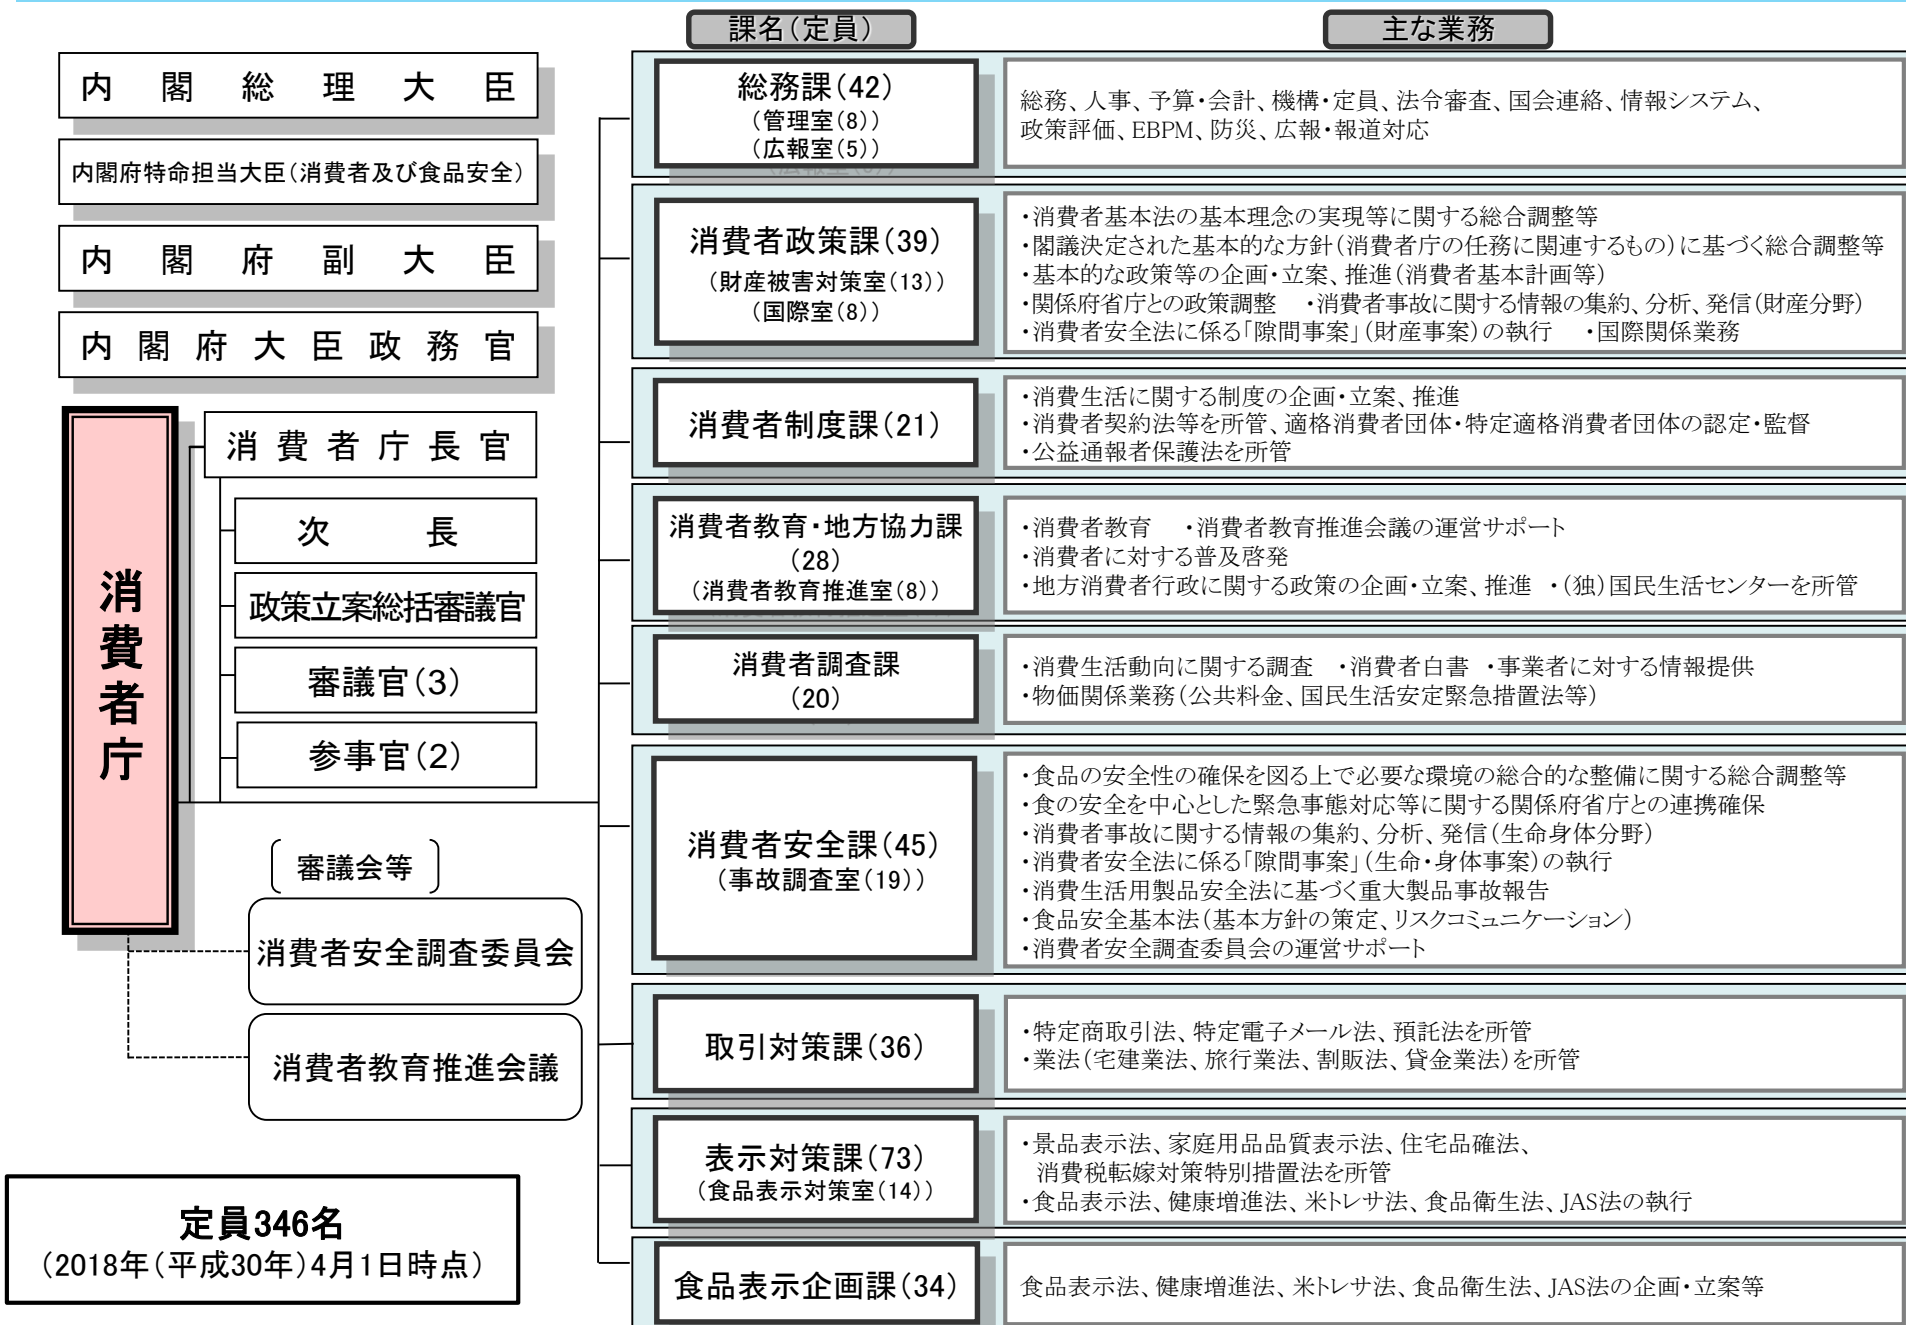 課名(定員)
主な業務
内閣総理大臣
内閣府特命担当大臣(消費者及び食品安全)
内閣府副大臣
内閣府大臣政務官
消費者庁
消費者庁長官
次長
政策立案総括審議官
審議官(3)
参事官(2)
審議会等
消費者安全調査委員会
消費者教育推進会議
定員346名
(2018年(平成30年)4月1日時点)
総務課(42)
(管理室(8))
(広報室(5))
総務、人事、予算・会計、機構・定員、法令審査、国会連絡、情報システム、
政策評価、EBPM、防災、広報・報道対応
消費者政策課(39)
(財産被害対策室(13))
(国際室(8))
・消費者基本法の基本理念の実現等に関する総合調整等
・閣議決定された基本的な方針(消費者庁の任務に関連するもの)に基づく総合調整等
・基本的な政策等の企画・立案、推進(消費者基本計画等)
・関係府省庁との政策調整 ・消費者事故に関する情報の集約、分析、発信(財産分野)
・消費者安全法に係る「隙間事案」(財産事案)の執行 ・国際関係業務
消費者制度課(21)
・消費生活に関する制度の企画・立案、推進
・消費者契約法等を所管、適格消費者団体・特定適格消費者団体の認定・監督
・公益通報者保護法を所管
消費者教育・地方協力課
(28)
(消費者教育推進室(8))
・消費者教育 ・消費者教育推進会議の運営サポート
・消費者に対する普及啓発
・地方消費者行政に関する政策の企画・立案、推進 ・(独)国民生活センターを所管
消費者調査課
(20)
・消費生活動向に関する調査 ・消費者白書 ・事業者に対する情報提供
・物価関係業務(公共料金、国民生活安定緊急措置法等)
消費者安全課(45)
(事故調査室(19))
・食品の安全性の確保を図る上で必要な環境の総合的な整備に関する総合調整等
・食の安全を中心とした緊急事態対応等に関する関係府省庁との連携確保
・消費者事故に関する情報の集約、分析、発信(生命身体分野)
・消費者安全法に係る「隙間事案」(生命・身体事案)の執行
・消費生活用製品安全法に基づく重大製品事故報告
・食品安全基本法(基本方針の策定、リスクコミュニケーション)
・消費者安全調査委員会の運営サポート
取引対策課(36)
・特定商取引法、特定電子メール法、預託法を所管
・業法(宅建業法、旅行業法、割販法、貸金業法)を所管
表示対策課(73)
(食品表示対策室(14))
・景品表示法、家庭用品品質表示法、住宅品確法、
消費税転嫁対策特別措置法を所管
・食品表示法、健康増進法、米トレサ法、食品衛生法、JAS法の執行
食品表示企画課(34)
食品表示法、健康増進法、米トレサ法、食品衛生法、JAS法の企画・立案等